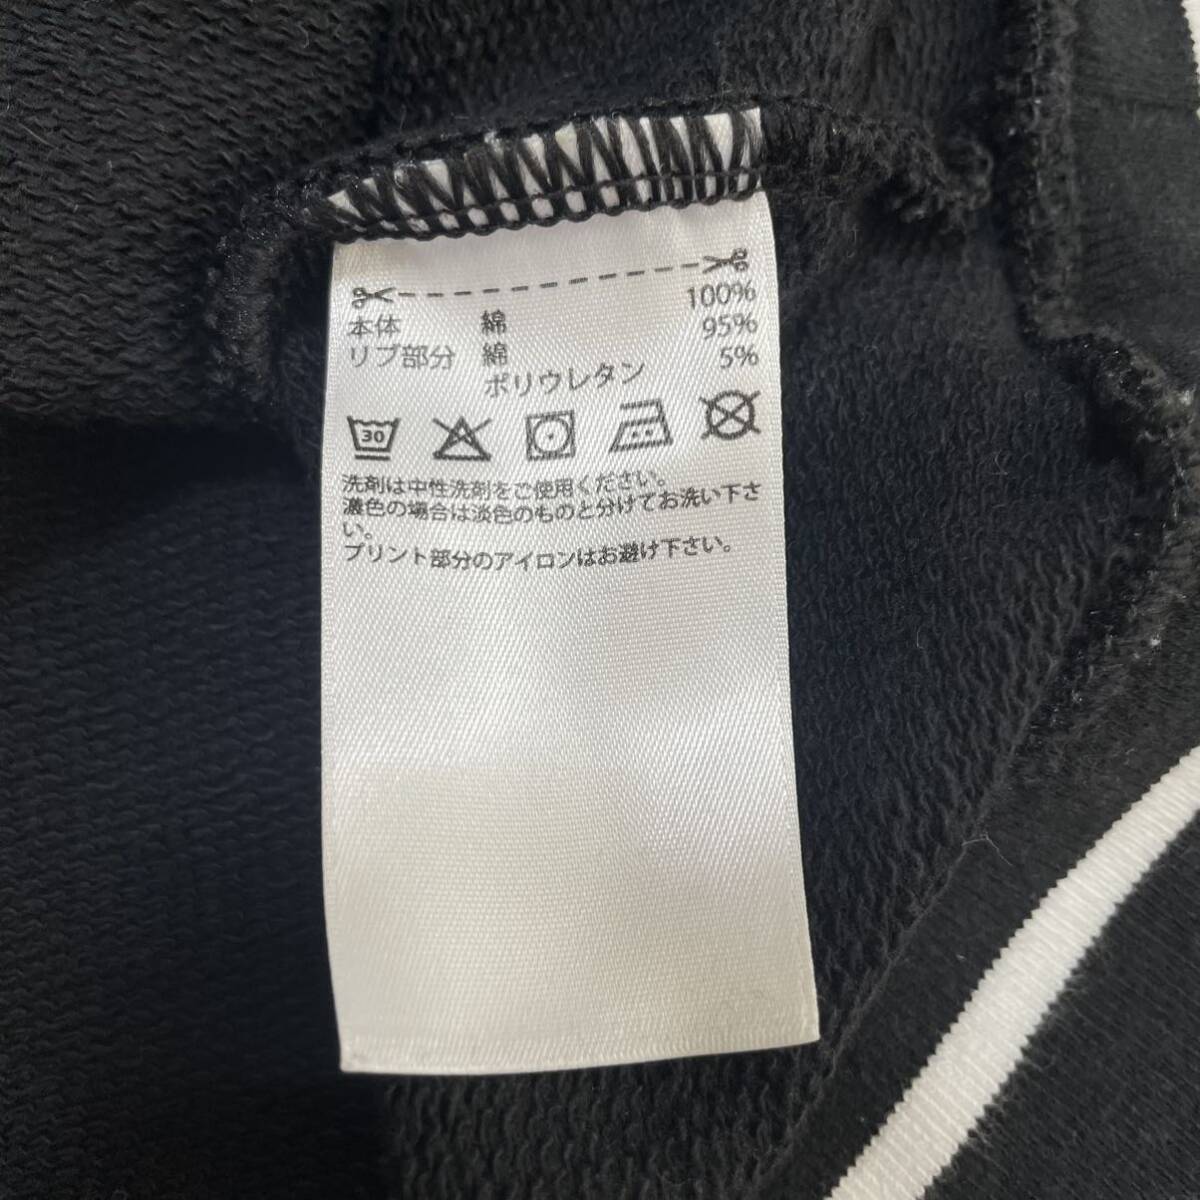 本体 綿 100%
リブ部分 綿 95%
ポリウレタン 5%
30
洗剤は中性洗剤をご使用ください。
濃色の場合は淡色のものと分けてお洗い下さ
い。
プリント部分のアイロンはお避け下さい。